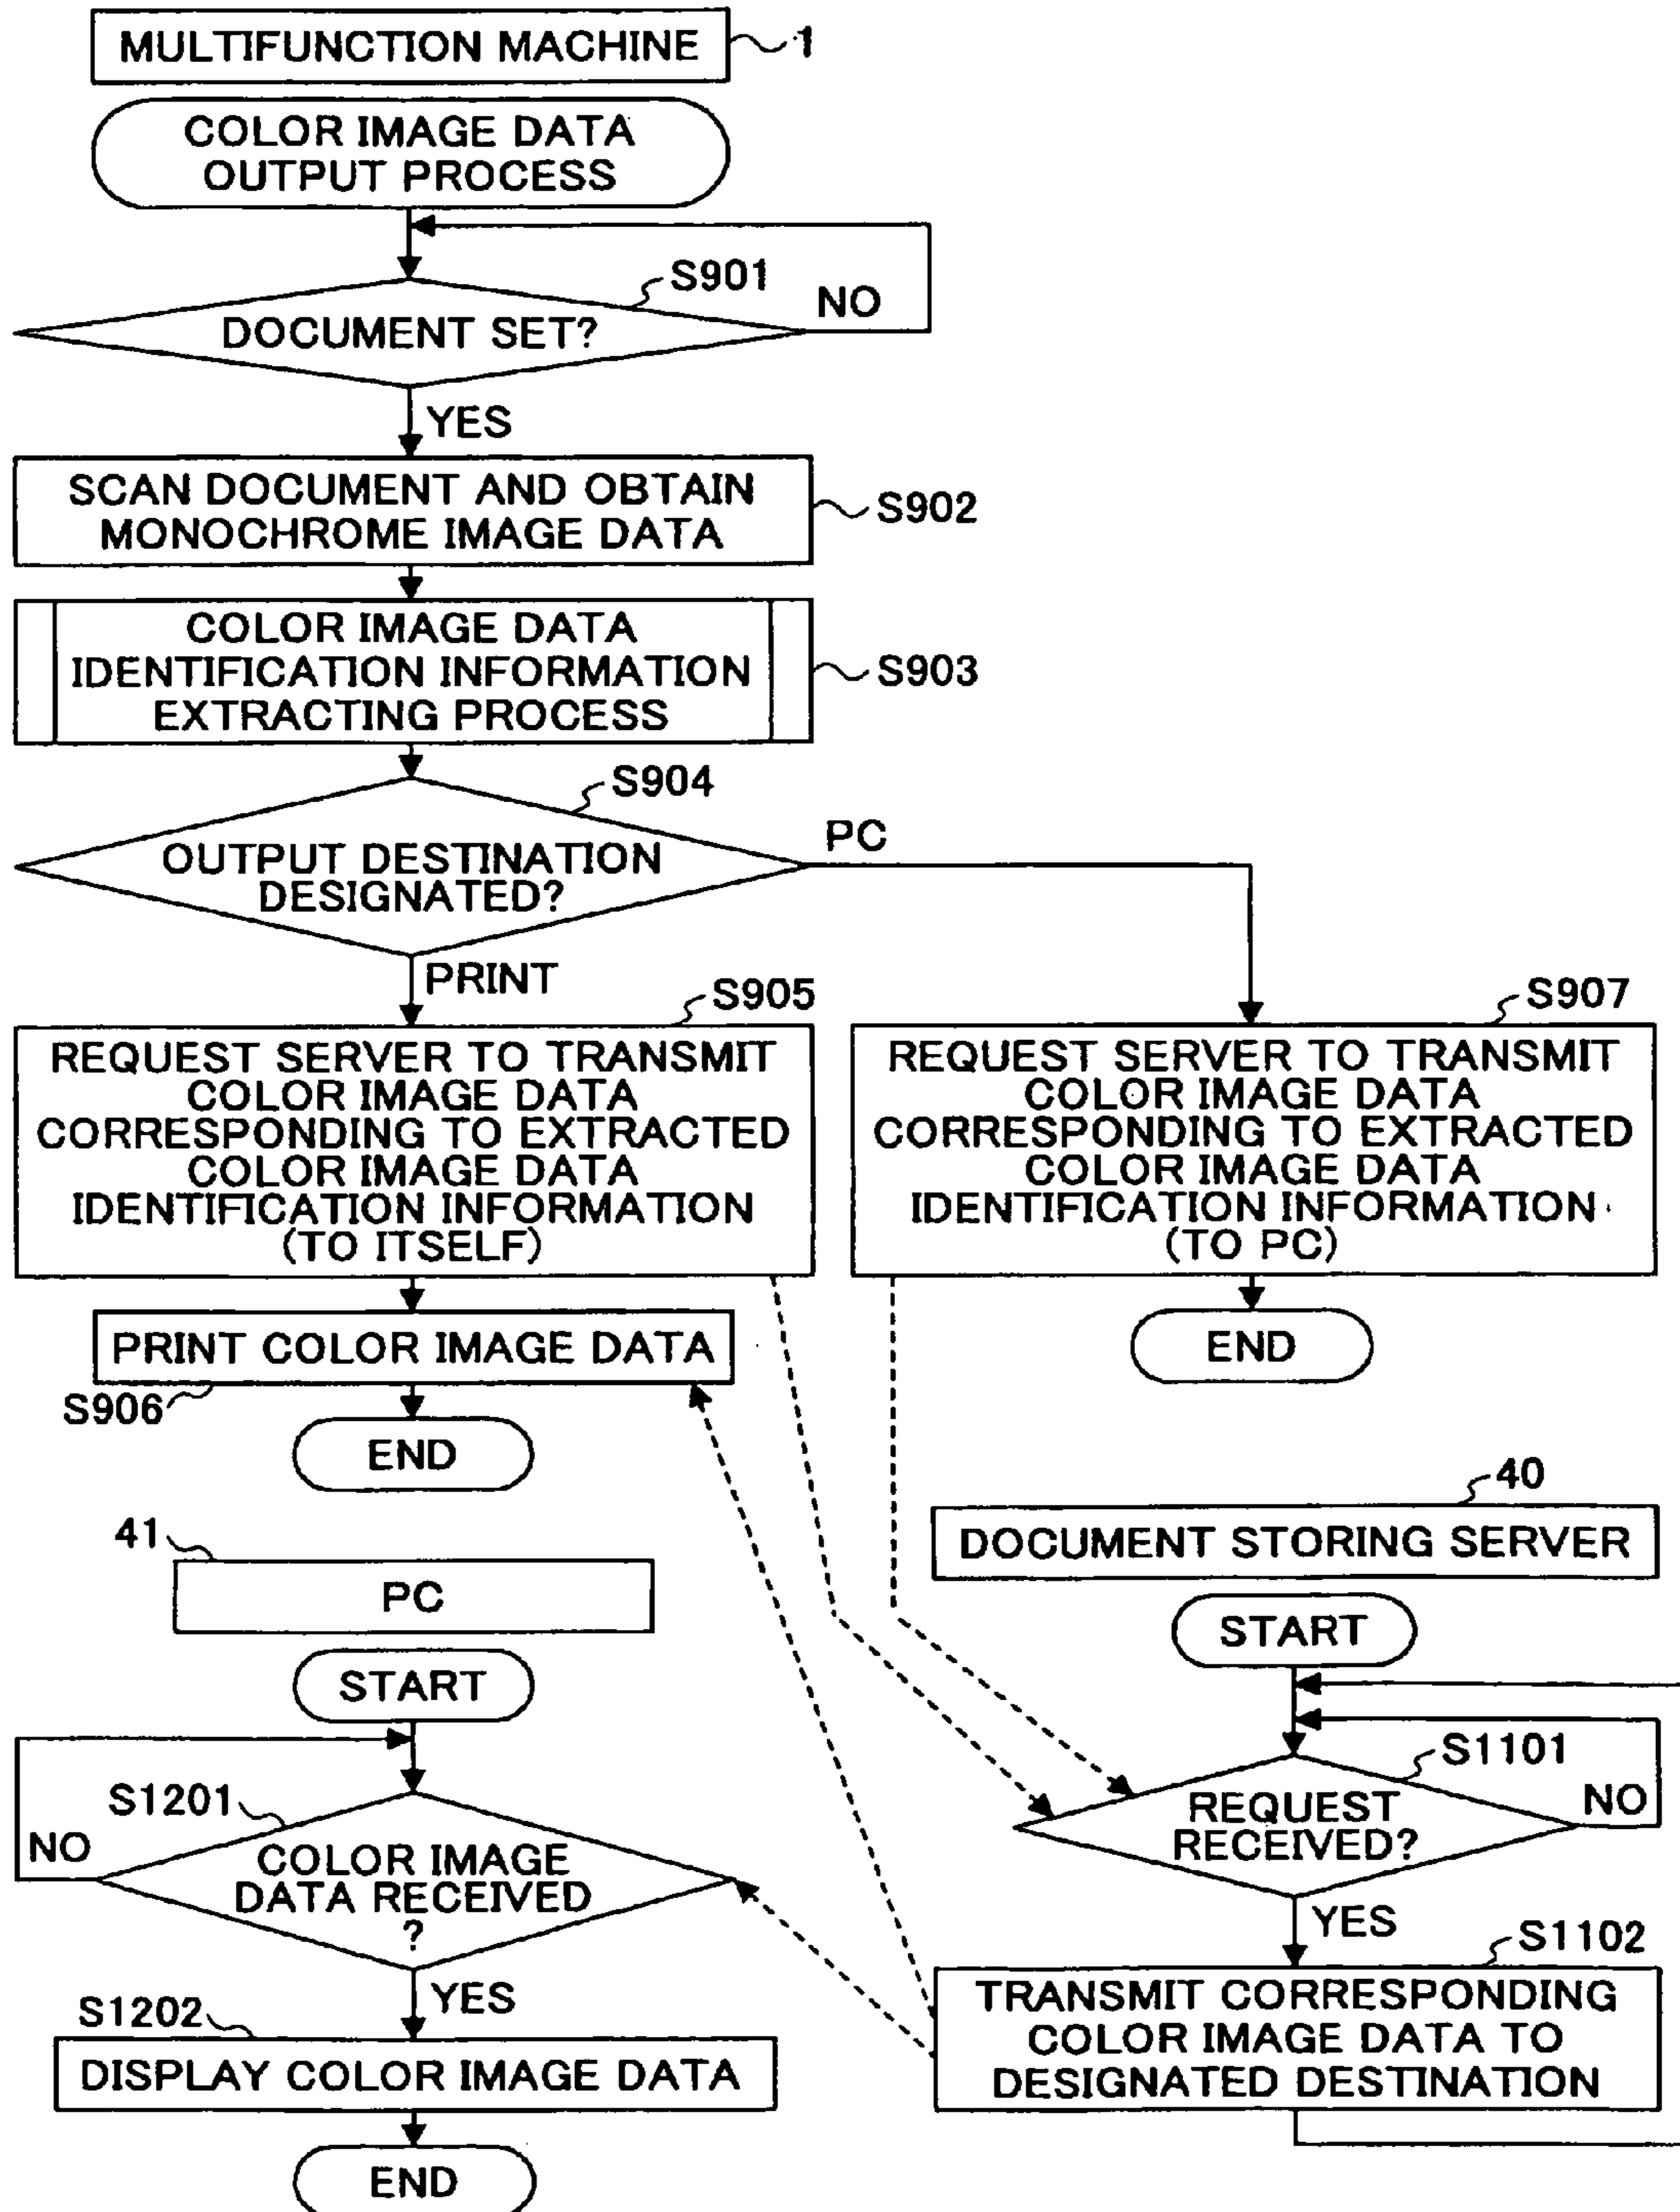 MULTIFUNCTION MACHINE
1
COLOR IMAGE DATA
OUTPUT PROCESS
S901
DOCUMENT SET?
NO
YES
SCAN DOCUMENT AND OBTAIN
MONOCHROME IMAGE DATA
S902
COLOR IMAGE DATA
IDENTIFICATION INFORMATION
EXTRACTING PROCESS
S903
S904
OUTPUT DESTINATION
DESIGNATED?
PC
PRINT
S905
REQUEST SERVER TO TRANSMIT
COLOR IMAGE DATA
CORRESPONDING TO EXTRACTED
COLOR IMAGE DATA
IDENTIFICATION INFORMATION
(TO ITSELF)
S907
REQUEST SERVER TO TRANSMIT
COLOR IMAGE DATA
CORRESPONDING TO EXTRACTED
COLOR IMAGE DATA
IDENTIFICATION INFORMATION
(TO PC)
END
PRINT COLOR IMAGE DATA
S906
END
41
PC
START
S1201
NO
COLOR IMAGE
DATA RECEIVED
?
YES
S1202
DISPLAY COLOR IMAGE DATA
END
40
DOCUMENT STORING SERVER
START
S1101
REQUEST
RECEIVED?
NO
YES
S1102
TRANSMIT CORRESPONDING
COLOR IMAGE DATA TO
DESIGNATED DESTINATION